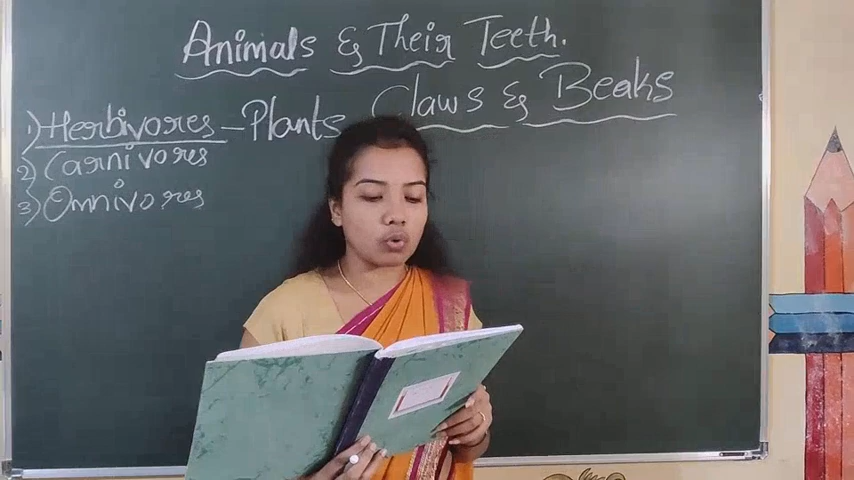 Animals & Their Teeth.
Claws & Beaks
1) Herbivores - Plants
2) Carnivores
3) Omnivores